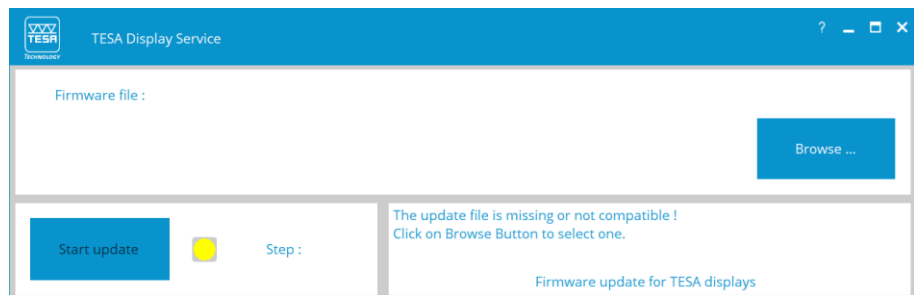 TESA
TECHNOLOGY
TESA Display Service
?
Firmware file :
Browse ...
Start update
Step :
The update file is missing or not compatible !
Click on Browse Button to select one.
Firmware update for TESA displays